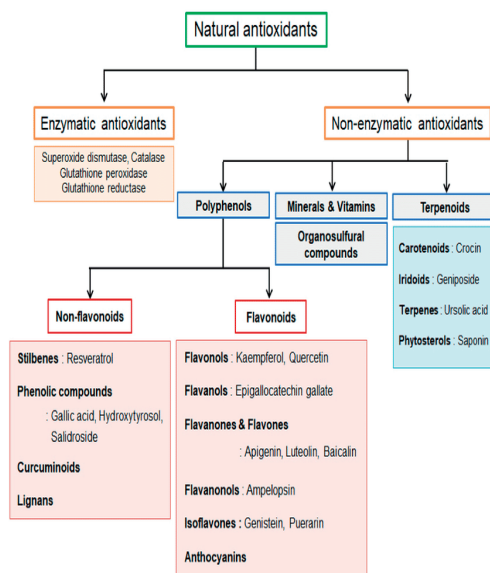 Natural antioxidants
Enzymatic antioxidants
Non-enzymatic antioxidants
Superoxide dismutase, Catalase
Glutathione peroxidase
Glutathione reductase
Polyphenols
Minerals & Vitamins
Terpenoids
Organosulfural
compounds
Carotenoids : Crocin
Iridoids : Geniposide
Terpenes : Ursolic acid
Phytosterols : Saponin
Non-flavonoids
Flavonoids
Stilbenes : Resveratrol
Phenolic compounds
: Gallic acid, Hydroxytyrosol,
Salidroside
Curcuminoids
Lignans
Flavonols : Kaempferol, Quercetin
Flavanols : Epigallocatechin gallate
Flavanones & Flavones
: Apigenin, Luteolin, Baicalin
Flavanonols : Ampelopsin
Isoflavones : Genistein, Puerarin
Anthocyanins